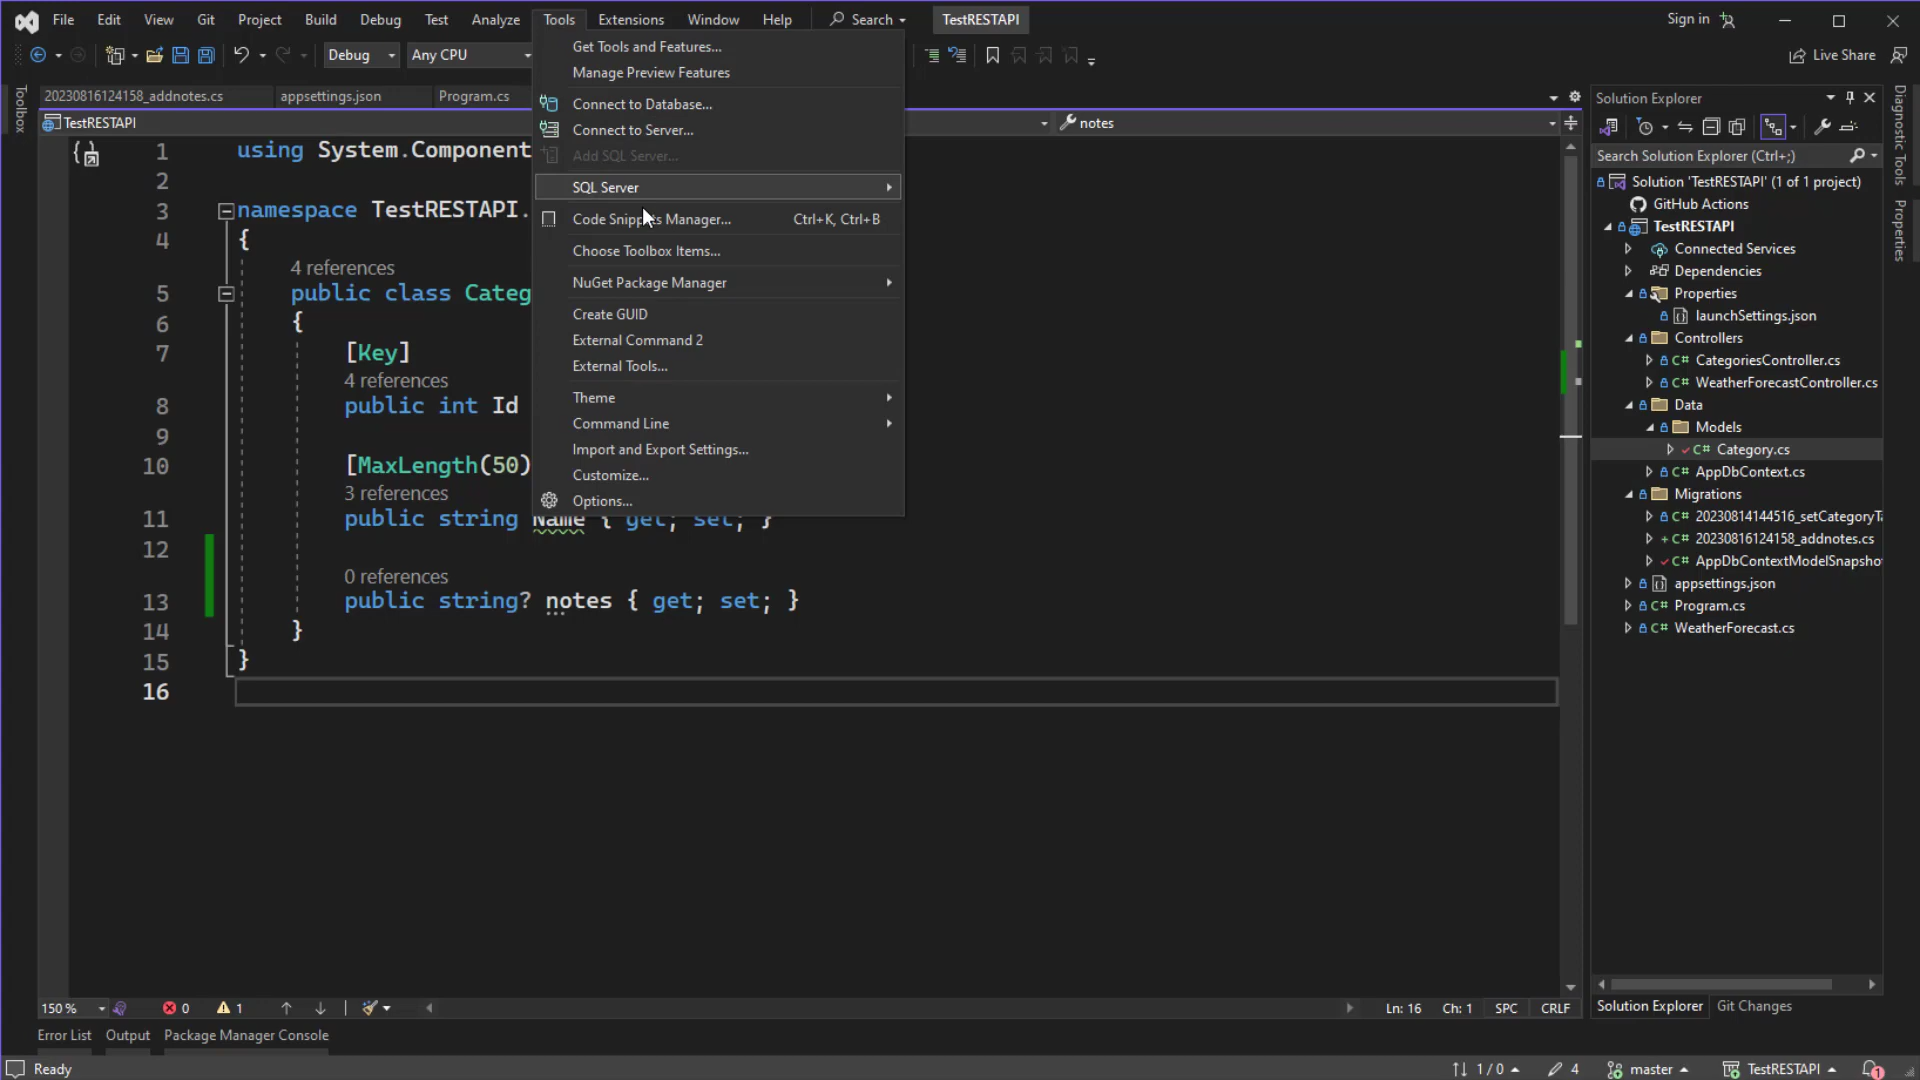 File Edit View Git Project Build Debug Test Analyze Tools Extensions Window Help Search TestRESTAPI Sign in
Debug Any CPU Live Share
20230816124158_addnotes.cs appsettings.json Program.cs
TestRESTAPI notes
Toolbox
Get Tools and Features...
Manage Preview Features
Connect to Database...
Connect to Server...
Add SQL Server...
SQL Server
Code Snippets Manager... Ctrl+K, Ctrl+B
Choose Toolbox Items...
NuGet Package Manager
Create GUID
External Command 2
External Tools...
Theme
Command Line
Import and Export Settings...
Customize...
Options...
1 using System.Component
2
3 namespace TestRESTAPI.
4 {
4 references
5 public class Categ
6 {
7 [Key]
4 references
8 public int Id
9
10 [MaxLength(50)
3 references
11 public string Name { get; set; }
12
0 references
13 public string? notes { get; set; }
14 }
15 }
16
Solution Explorer
Search Solution Explorer (Ctrl+;)
Solution 'TestRESTAPI' (1 of 1 project)
GitHub Actions
TestRESTAPI
Connected Services
Dependencies
Properties
launchSettings.json
Controllers
C# CategoriesController.cs
C# WeatherForecastController.cs
Data
Models
C# Category.cs
C# AppDbContext.cs
Migrations
C# 20230814144516_setCategoryTa
C# 20230816124158_addnotes.cs
C# AppDbContextModelSnapsho
appsettings.json
C# Program.cs
C# WeatherForecast.cs
Solution Explorer Git Changes
Diagnostic Tools
Properties
150 % 0 1 Ln: 16 Ch: 1 SPC CRLF
Error List Output Package Manager Console
Ready 1 / 0 4 master TestRESTAPI 1